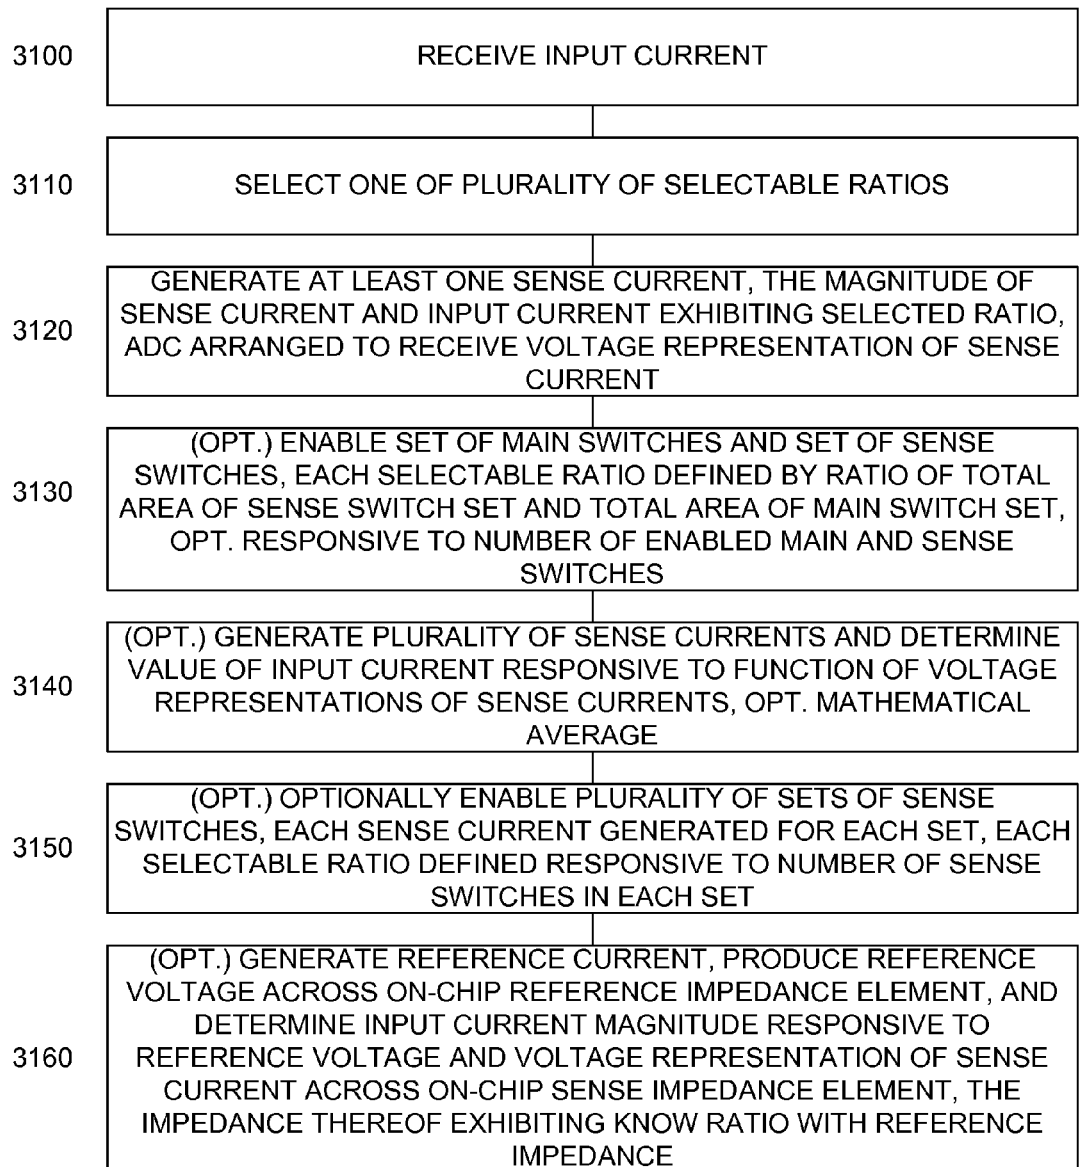 3100
RECEIVE INPUT CURRENT
3110
SELECT ONE OF PLURALITY OF SELECTABLE RATIOS
3120
GENERATE AT LEAST ONE SENSE CURRENT, THE MAGNITUDE OF
SENSE CURRENT AND INPUT CURRENT EXHIBITING SELECTED RATIO,
ADC ARRANGED TO RECEIVE VOLTAGE REPRESENTATION OF SENSE
CURRENT
3130
(OPT.) ENABLE SET OF MAIN SWITCHES AND SET OF SENSE
SWITCHES, EACH SELECTABLE RATIO DEFINED BY RATIO OF TOTAL
AREA OF SENSE SWITCH SET AND TOTAL AREA OF MAIN SWITCH SET,
OPT. RESPONSIVE TO NUMBER OF ENABLED MAIN AND SENSE
SWITCHES
3140
(OPT.) GENERATE PLURALITY OF SENSE CURRENTS AND DETERMINE
VALUE OF INPUT CURRENT RESPONSIVE TO FUNCTION OF VOLTAGE
REPRESENTATIONS OF SENSE CURRENTS, OPT. MATHEMATICAL
AVERAGE
3150
(OPT.) OPTIONALLY ENABLE PLURALITY OF SETS OF SENSE
SWITCHES, EACH SENSE CURRENT GENERATED FOR EACH SET, EACH
SELECTABLE RATIO DEFINED RESPONSIVE TO NUMBER OF SENSE
SWITCHES IN EACH SET
3160
(OPT.) GENERATE REFERENCE CURRENT, PRODUCE REFERENCE
VOLTAGE ACROSS ON-CHIP REFERENCE IMPEDANCE ELEMENT, AND
DETERMINE INPUT CURRENT MAGNITUDE RESPONSIVE TO
REFERENCE VOLTAGE AND VOLTAGE REPRESENTATION OF SENSE
CURRENT ACROSS ON-CHIP SENSE IMPEDANCE ELEMENT, THE
IMPEDANCE THEREOF EXHIBITING KNOW RATIO WITH REFERENCE
IMPEDANCE